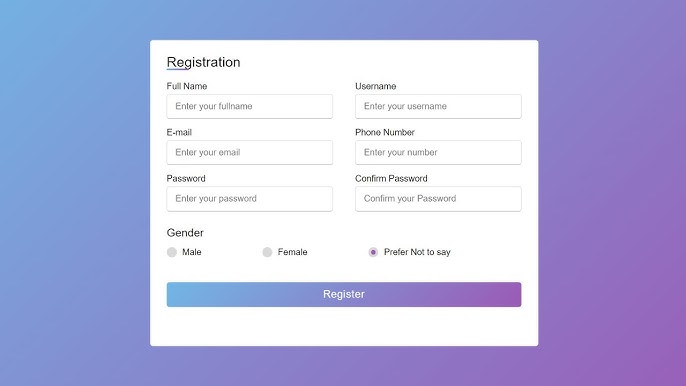 Registration
Full Name Username
Enter your fullname Enter your username
E-mail Phone Number
Enter your email Enter your number
Password Confirm Password
Enter your password Confirm your Password
Gender
Male Female Prefer Not to say
Register